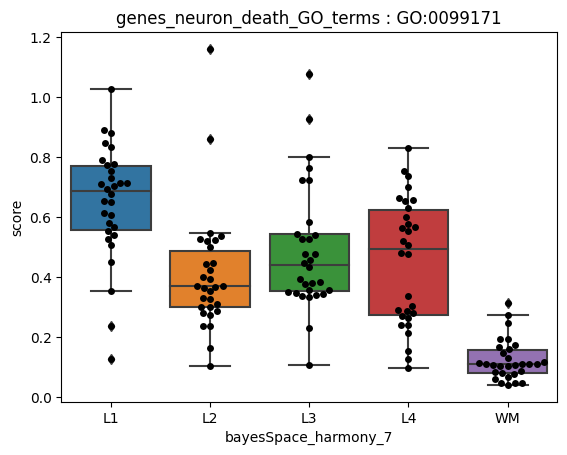 genes_neuron_death_GO_terms : GO:0099171
1.2
1.0
0.8
0.6
0.4
0.2
0.0
score
L1 L2 L3 L4 WM
bayesSpace_harmony_7